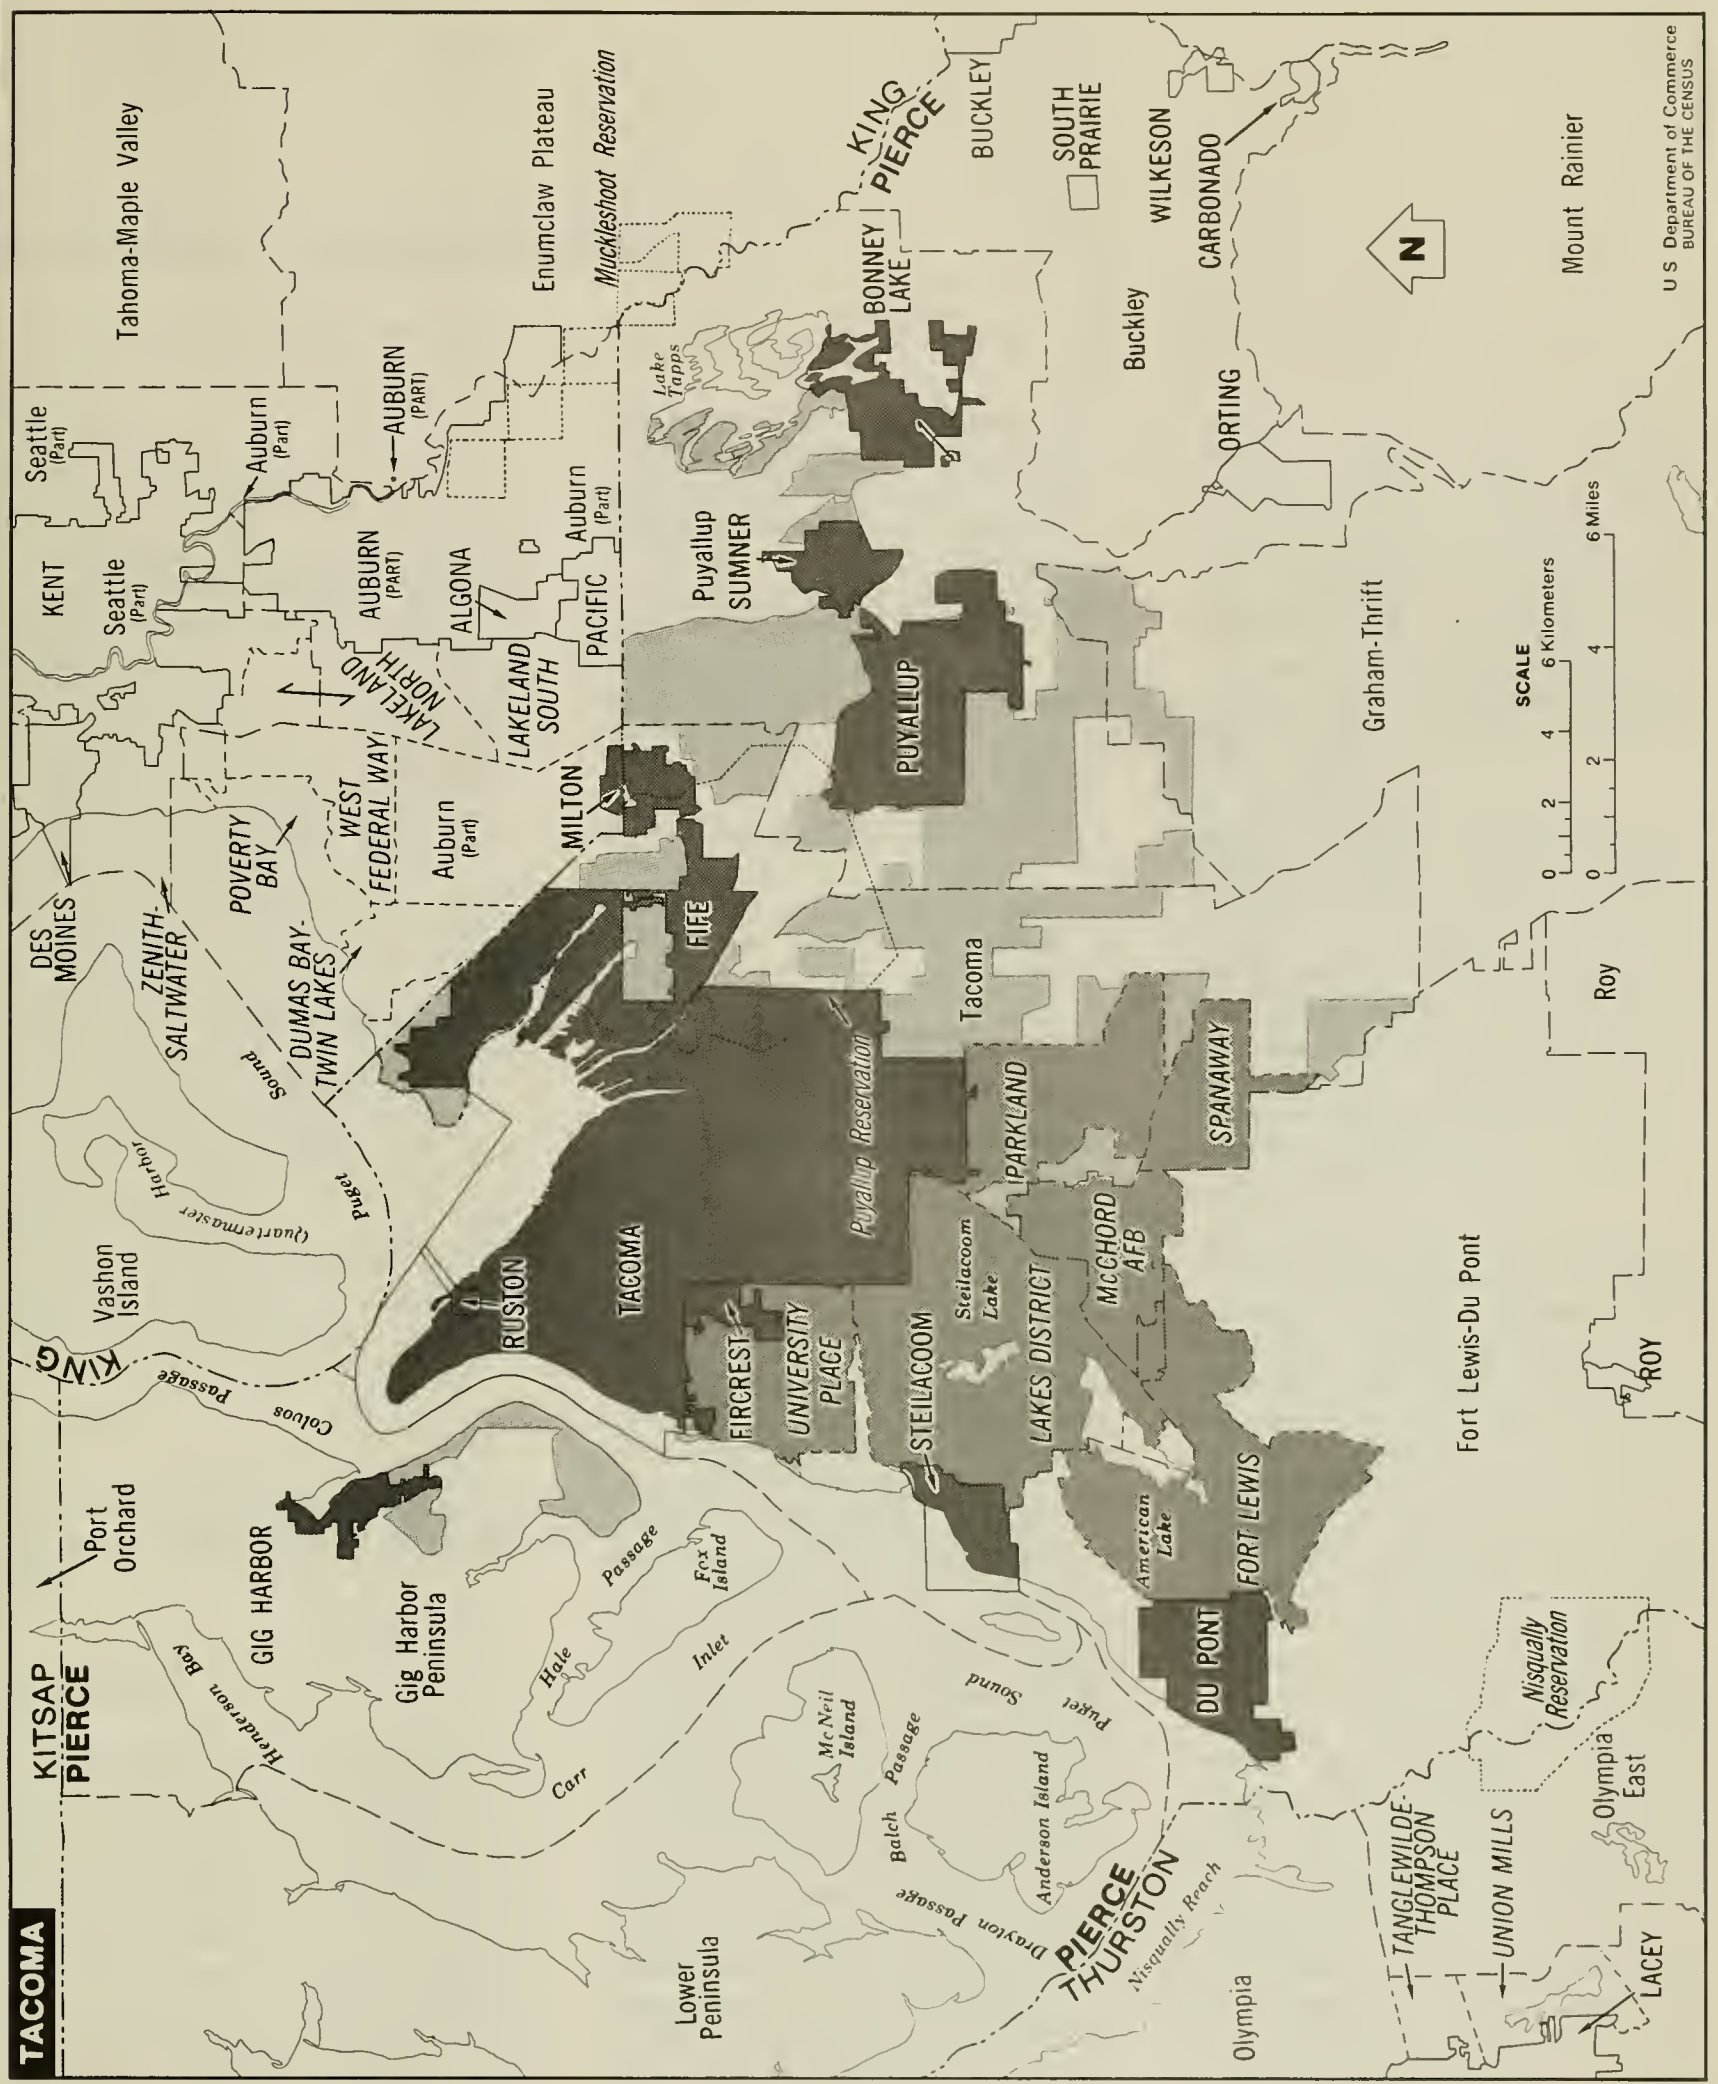 TACOMA
KITSAP
PIERCE
Port
Orchard
KING
Colvos
Passage
Vashon
Island
Quartermaster
Harbor
Puget
Sound
DES
MOINES
ZENITH-
SALTWATER
DUMAS BAY-
TWIN LAKES
POVERTY
BAY
WEST
FEDERAL WAY
Auburn
(Part)
KENT
Seattle
(Part)
Seattle
(Part)
Auburn
(Part)
AUBURN
(PART)
AUBURN
(PART)
LAKELAND
NORTH
ALGONA
LAKELAND
SOUTH
PACIFIC
Auburn
(Part)
Tahoma-Maple Valley
Enumclaw Plateau
Muckleshoot Reservation
Henderson Bay
GIG HARBOR
Gig Harbor
Peninsula
Hale
Passage
Fox
Island
Carr
Inlet
RUSTON
TACOMA
MILTON
FIFE
Puyallup
SUMNER
Lake
Tapps
BONNEY
LAKE
KING
PIERCE
BUCKLEY
SOUTH
PRAIRIE
WILKESON
CARBONADO
Lower
Peninsula
McNeil
Island
Balch
Passage
Drayton Passage
Anderson Island
Puget
Sound
FIRCREST
UNIVERSITY
PLACE
Puyallup Reservation
PUYALLUP
Tacoma
STEILACOOM
Steilacoom
Lake
LAKES DISTRICT
McCHORD
AFB
PARKLAND
SPANAWAY
Buckley
ORTING
PIERCE
THURSTON
Nisqually Reach
American
Lake
DU PONT
FORT LEWIS
Olympia
TANGLEWILDE-
THOMPSON
PLACE
UNION MILLS
LACEY
Olympia
East
Nisqually
Reservation
Fort Lewis-Du Pont
ROY
Roy
Graham-Thrift
Mount Rainier
N
SCALE
0 2 4 6 Kilometers
0 2 4 6 Miles
U S Department of Commerce
BUREAU OF THE CENSUS